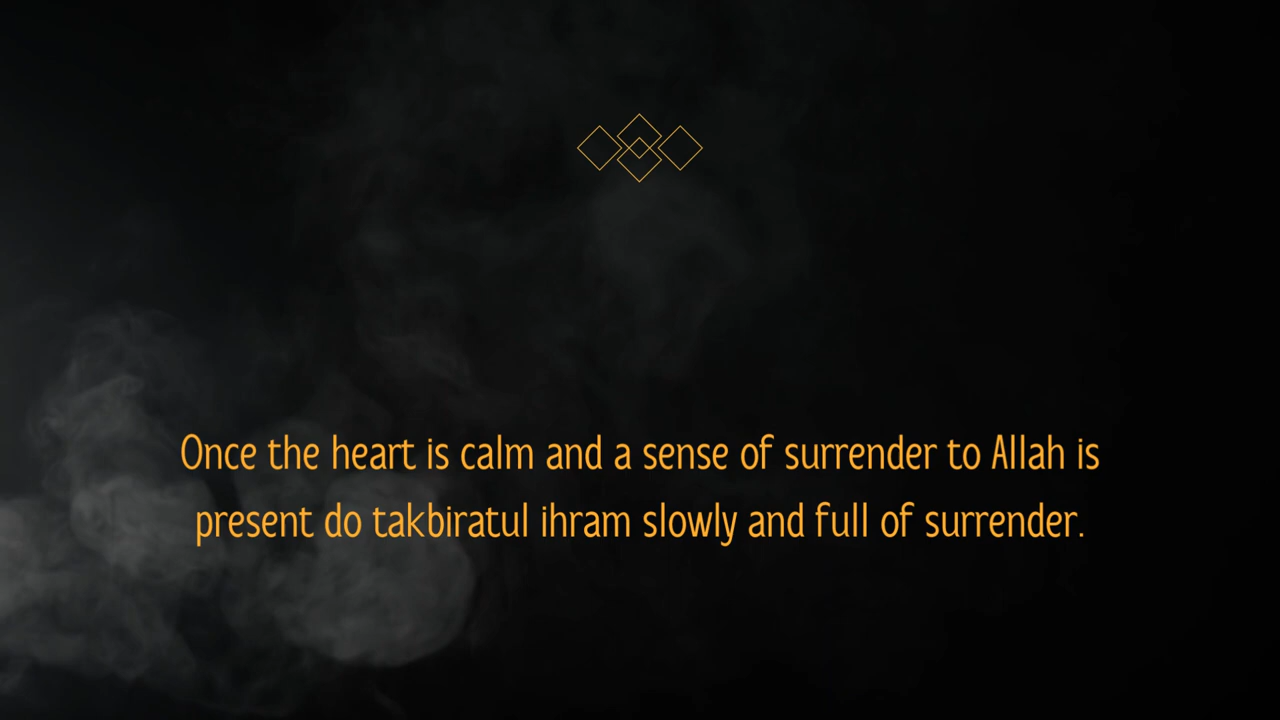 Once the heart is calm and a sense of surrender to Allah is
present do takbiratul ihram slowly and full of surrender.